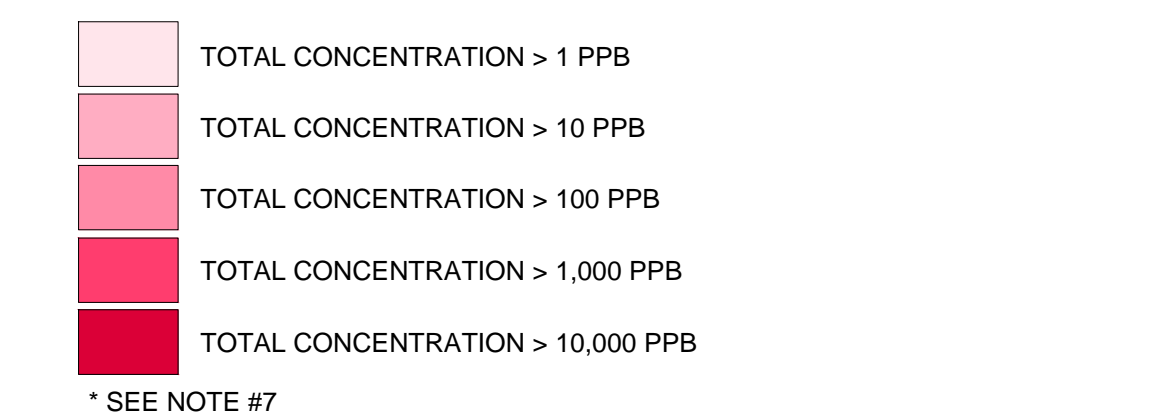 TOTAL CONCENTRATION > 1 PPB
TOTAL CONCENTRATION > 10 PPB
TOTAL CONCENTRATION > 100 PPB
TOTAL CONCENTRATION > 1,000 PPB
TOTAL CONCENTRATION > 10,000 PPB
* SEE NOTE #7